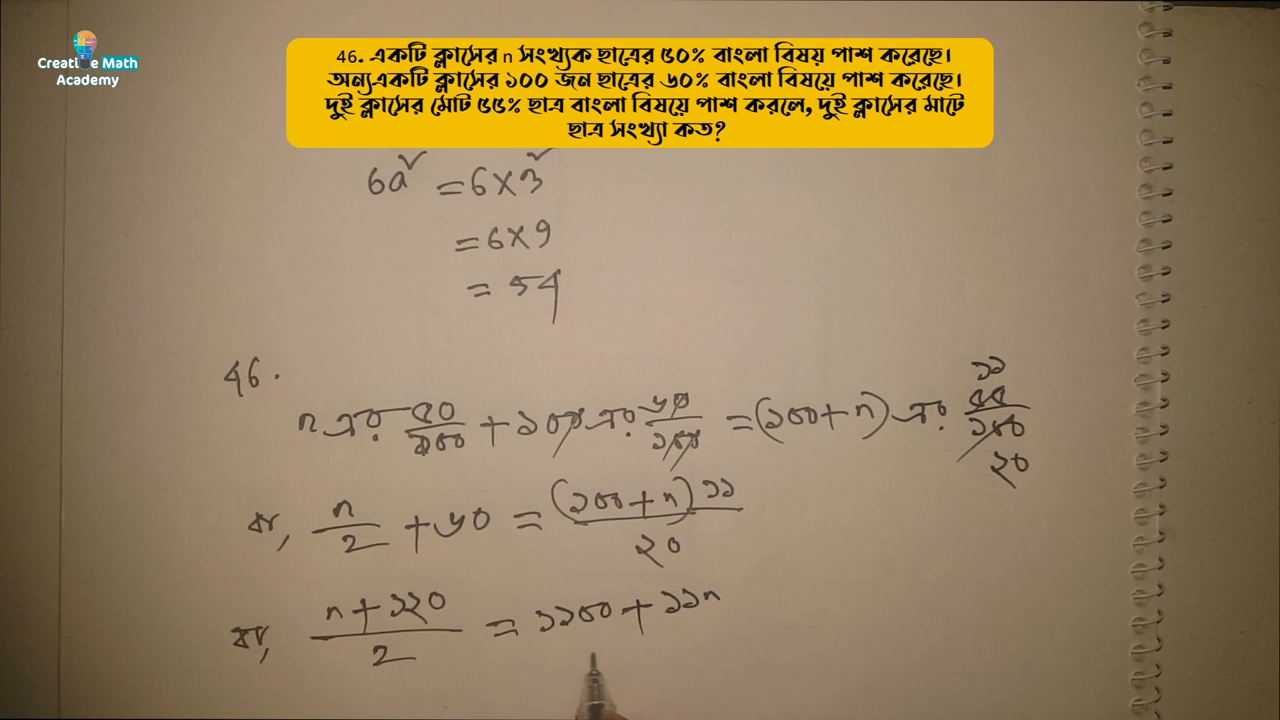 Creative Math
Academy
46. একটি ক্লাসের n সংখ্যক ছাত্রের ৫০% বাংলা বিষয় পাশ করেছে।
অন্যএকটি ক্লাসের ১০০ জন ছাত্রের ৬০% বাংলা বিষয়ে পাশ করেছে।
দুই ক্লাসের মোট ৫৫% ছাত্র বাংলা বিষয়ে পাশ করলে, দুই ক্লাসের মাটে
ছাত্র সংখ্যা কত?
6a² = 6×3²
= 6×9
= 54
46.
n এর ৫০/১০০ + ১০০ এর ৬০/১০০ = (১০০+n) এর ৫৫/১০০ ১১ ২০
বা, n/2 + ৬০ = (১০০+n)১১/২০
বা, n+১২০/2 = ১১০০+১১n